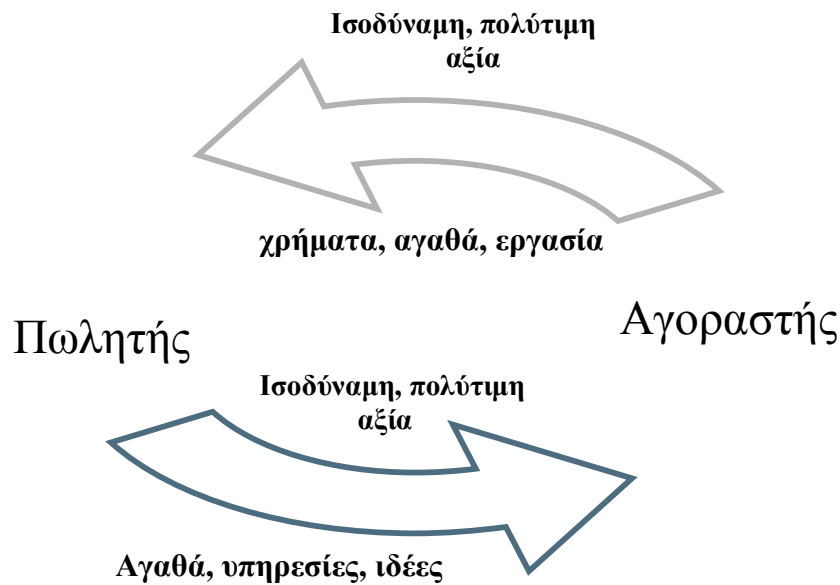 Ισοδύναμη, πολύτιμη
αξία
χρήματα, αγαθά, εργασία
Πωλητής
Αγοραστής
Ισοδύναμη, πολύτιμη
αξία
Αγαθά, υπηρεσίες, ιδέες